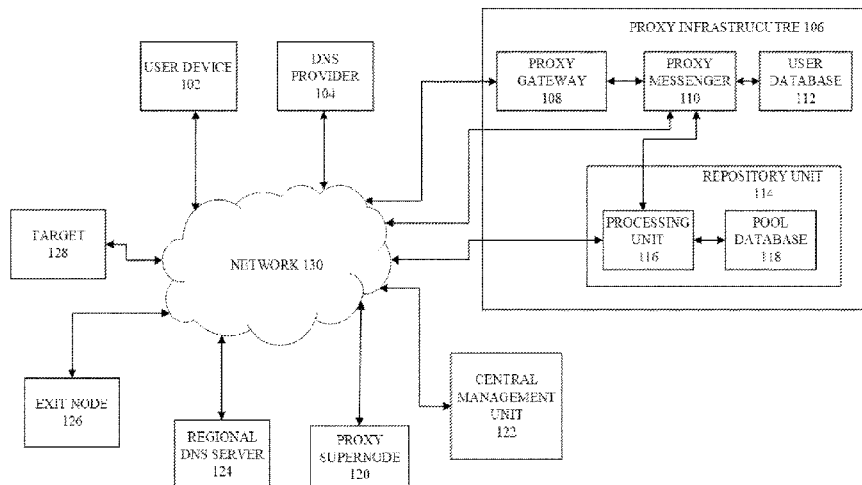 PROXY INFRASTRUCUTRE 106
USER DEVICE
102
DNS
PROVIDER
104
PROXY
GATEWAY
108
PROXY
MESSENGER
110
USER
DATABASE
112
REPOSITORY UNIT
114
PROCESSING
UNIT
116
POOL
DATABASE
118
TARGET
128
NETWORK 130
EXIT NODE
126
REGIONAL
DNS SERVER
124
PROXY
SUPERNODE
120
CENTRAL
MANAGEMENT
UNIT
122